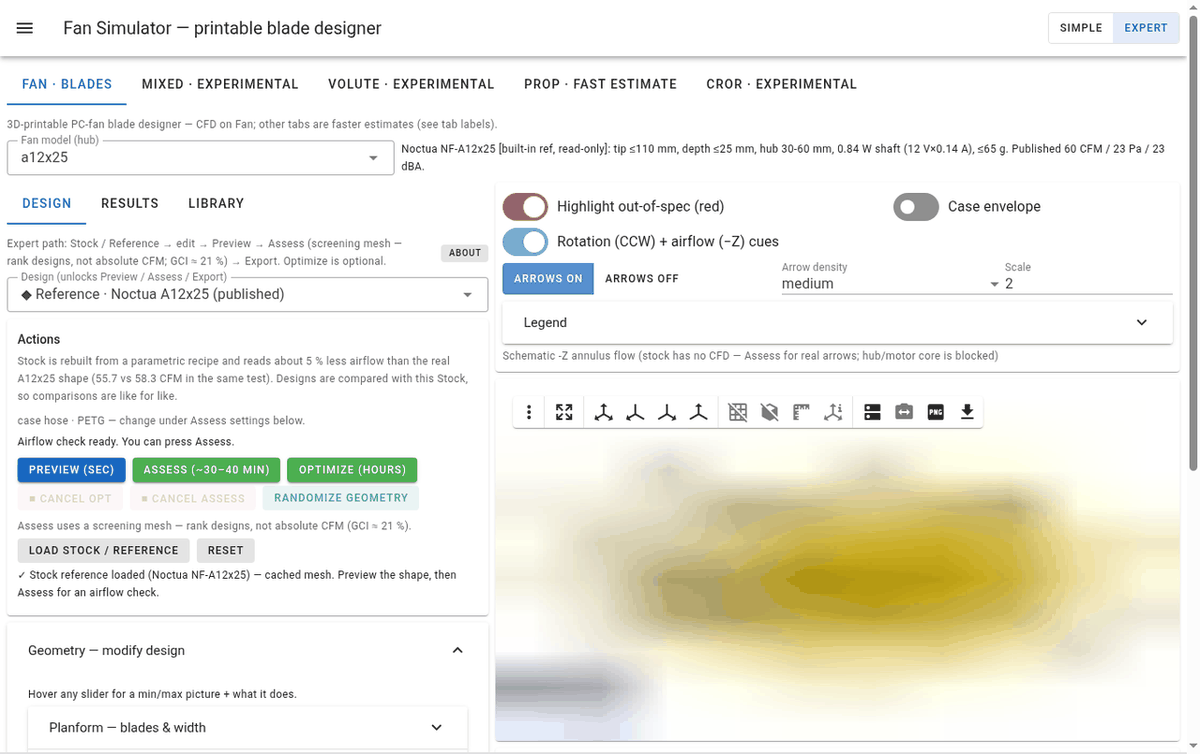 Fan Simulator — printable blade designer
SIMPLE
EXPERT
FAN · BLADES
MIXED · EXPERIMENTAL
VOLUTE · EXPERIMENTAL
PROP · FAST ESTIMATE
CROR · EXPERIMENTAL
3D-printable PC-fan blade designer — CFD on Fan; other tabs are faster estimates (see tab labels).
Fan model (hub)
a12x25
Noctua NF-A12x25 [built-in ref, read-only]: tip ≤110 mm, depth ≤25 mm, hub 30-60 mm, 0.84 W shaft (12 V×0.14 A), ≤65 g. Published 60 CFM / 23 Pa / 23
dBA.
DESIGN
RESULTS
LIBRARY
Expert path: Stock / Reference → edit → Preview → Assess (screening mesh —
rank designs, not absolute CFM; GCI ≈ 21 %) → Export. Optimize is optional.
ABOUT
Design (unlocks Preview / Assess / Export)
◆ Reference · Noctua A12x25 (published)
Actions
Stock is rebuilt from a parametric recipe and reads about 5 % less airflow than the real
A12x25 shape (55.7 vs 58.3 CFM in the same test). Designs are compared with this Stock,
so comparisons are like for like.
case hose · PETG — change under Assess settings below.
Airflow check ready. You can press Assess.
PREVIEW (SEC)
ASSESS (~30–40 MIN)
OPTIMIZE (HOURS)
■ CANCEL OPT
■ CANCEL ASSESS
RANDOMIZE GEOMETRY
Assess uses a screening mesh — rank designs, not absolute CFM (GCI ≈ 21 %).
LOAD STOCK / REFERENCE
RESET
✓ Stock reference loaded (Noctua NF-A12x25) — cached mesh. Preview the shape, then
Assess for an airflow check.
Geometry — modify design
Hover any slider for a min/max picture + what it does.
Planform — blades & width
Highlight out-of-spec (red)
Case envelope
Rotation (CCW) + airflow (−Z) cues
ARROWS ON
ARROWS OFF
Arrow density
medium
Scale
2
Legend
Schematic -Z annulus flow (stock has no CFD — Assess for real arrows; hub/motor core is blocked)
PNG